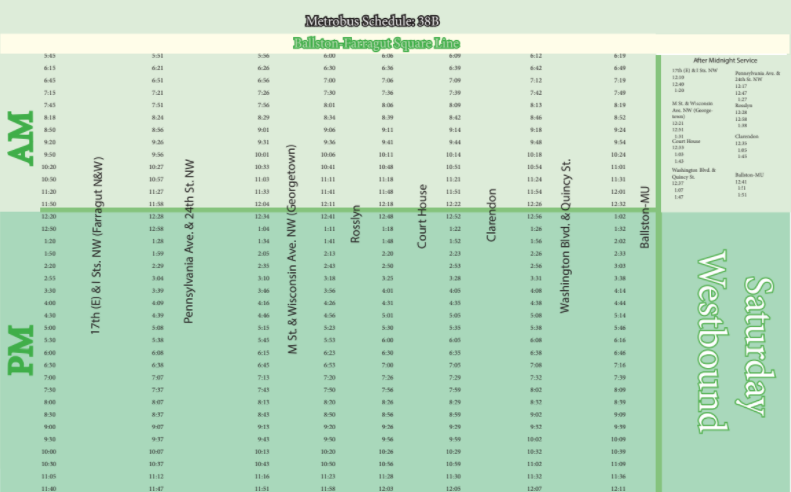 Metrobus Schedule: 38B
Ballston-Farragut Square Line
AM
PM
17th (E) & I Sts. NW (Farragut N&W)
Pennsylvania Ave. & 24th St. NW
M St. & Wisconsin Ave. NW (Georgetown)
Rosslyn
Court House
Clarendon
Washington Blvd. & Quincy St.
Ballston-MU
5:45 5:51 5:56 6:00 6:06 6:09 6:12 6:19
6:15 6:21 6:26 6:30 6:36 6:39 6:42 6:49
6:45 6:51 6:56 7:00 7:06 7:09 7:12 7:19
7:15 7:21 7:26 7:30 7:36 7:39 7:42 7:49
7:45 7:51 7:56 8:01 8:06 8:09 8:13 8:19
8:18 8:24 8:29 8:34 8:39 8:42 8:46 8:52
8:50 8:56 9:01 9:06 9:11 9:14 9:18 9:24
9:20 9:26 9:31 9:36 9:41 9:44 9:48 9:54
9:50 9:56 10:01 10:06 10:11 10:14 10:18 10:24
10:20 10:27 10:33 10:41 10:48 10:51 10:54 11:01
10:50 10:57 11:03 11:11 11:18 11:21 11:24 11:31
11:20 11:27 11:33 11:41 11:48 11:51 11:54 12:01
11:50 11:58 12:04 12:11 12:18 12:22 12:26 12:32
12:20 12:28 12:34 12:41 12:48 12:52 12:56 1:02
12:50 12:58 1:04 1:11 1:18 1:22 1:26 1:32
1:20 1:28 1:34 1:41 1:48 1:52 1:56 2:02
1:50 1:59 2:05 2:13 2:20 2:23 2:26 2:33
2:20 2:29 2:35 2:43 2:50 2:53 2:56 3:03
2:55 3:04 3:10 3:18 3:25 3:28 3:31 3:38
3:30 3:39 3:46 3:56 4:01 4:05 4:08 4:14
4:00 4:09 4:16 4:26 4:31 4:35 4:38 4:44
4:30 4:39 4:46 4:56 5:01 5:05 5:08 5:14
5:00 5:08 5:15 5:23 5:30 5:35 5:38 5:46
5:30 5:38 5:45 5:53 6:00 6:05 6:08 6:16
6:00 6:08 6:15 6:23 6:30 6:35 6:38 6:46
6:30 6:38 6:45 6:53 7:00 7:05 7:08 7:16
7:00 7:07 7:13 7:20 7:26 7:29 7:32 7:39
7:30 7:37 7:43 7:50 7:56 7:59 8:02 8:09
8:00 8:07 8:15 8:20 8:26 8:29 8:32 8:39
8:30 8:37 8:45 8:50 8:56 8:59 9:02 9:09
9:00 9:07 9:15 9:20 9:26 9:29 9:32 9:39
9:30 9:37 9:45 9:50 9:56 9:59 10:02 10:09
10:00 10:07 10:15 10:20 10:26 10:29 10:32 10:39
10:30 10:37 10:45 10:50 10:56 10:59 11:02 11:09
11:05 11:12 11:16 11:23 11:28 11:30 11:32 11:36
11:40 11:47 11:51 11:58 12:03 12:05 12:07 12:11
After Midnight Service
17th (E) & I Sts. NW
12:10
12:40
1:20
M St. & Wisconsin
Ave. NW (George-
town)
12:21
12:51
1:31
Court House
12:33
1:03
1:43
Washington Blvd. &
Quincy St.
12:37
1:07
1:47
Pennsylvania Ave. &
24th St. NW
12:17
12:47
1:27
Rosslyn
12:28
12:58
1:38
Clarendon
12:35
1:05
1:45
Ballston-MU
12:41
1:11
1:51
Saturday
Westbound